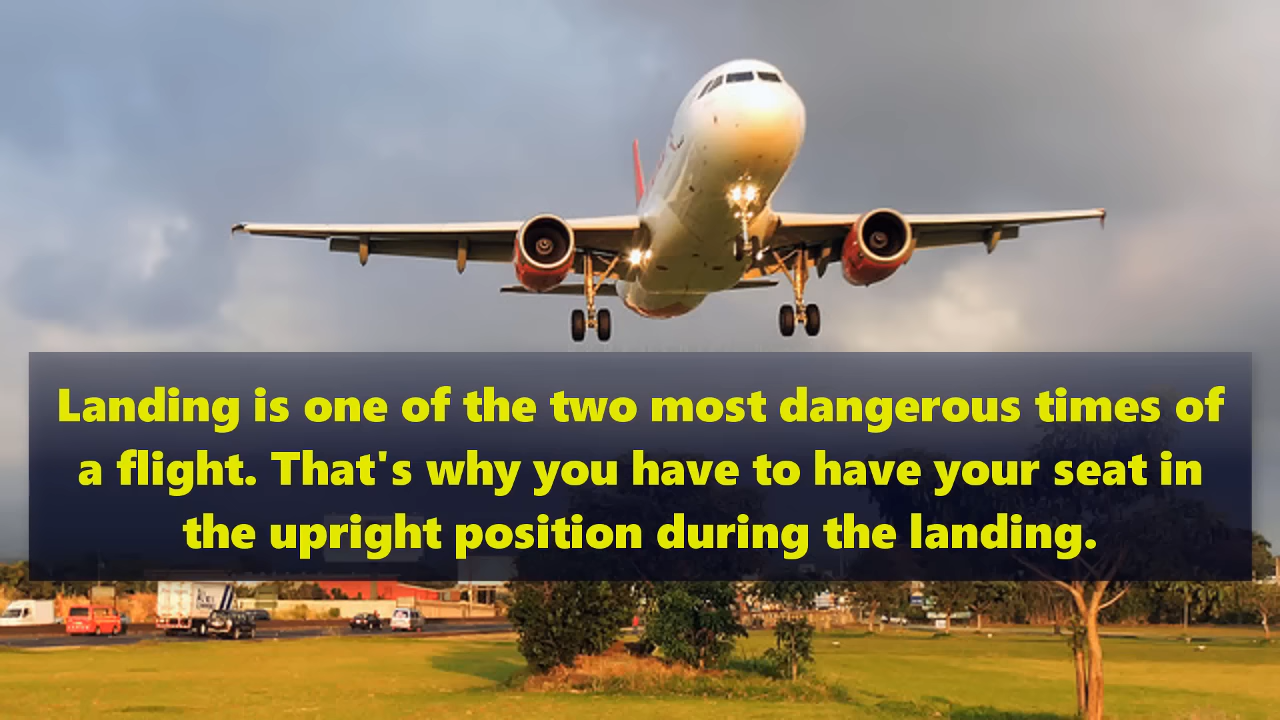 Landing is one of the two most dangerous times of
a flight. That's why you have to have your seat in
the upright position during the landing.